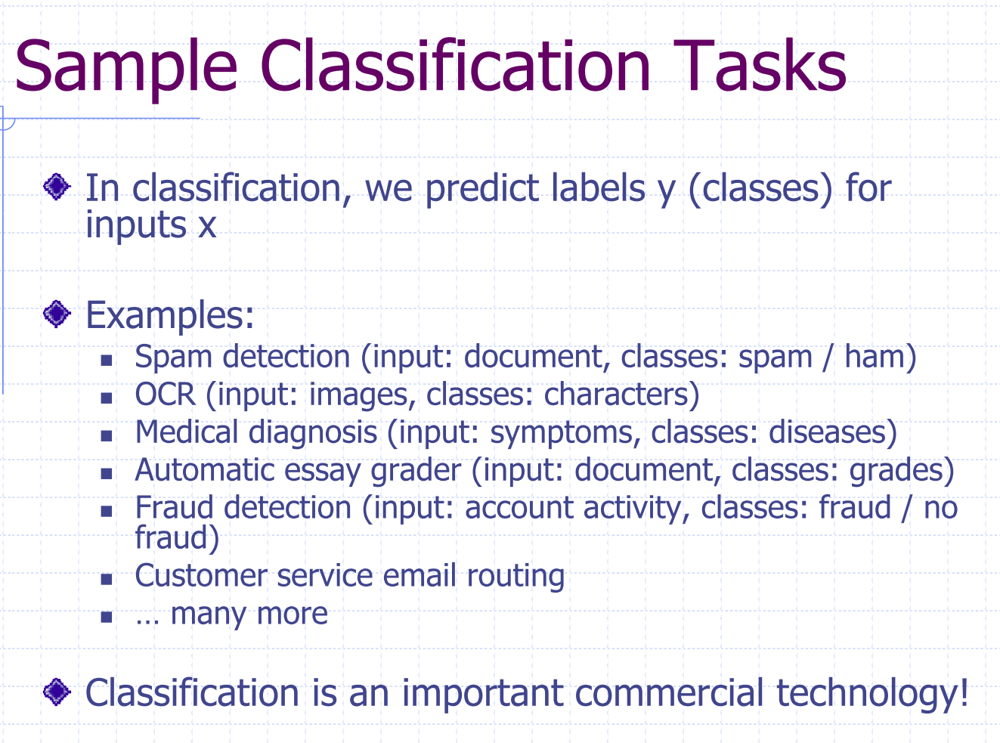 Sample Classification Tasks
In classification, we predict labels y (classes) for
inputs x
Examples:
Spam detection (input: document, classes: spam / ham)
OCR (input: images, classes: characters)
Medical diagnosis (input: symptoms, classes: diseases)
Automatic essay grader (input: document, classes: grades)
Fraud detection (input: account activity, classes: fraud / no
fraud)
Customer service email routing
… many more
Classification is an important commercial technology!